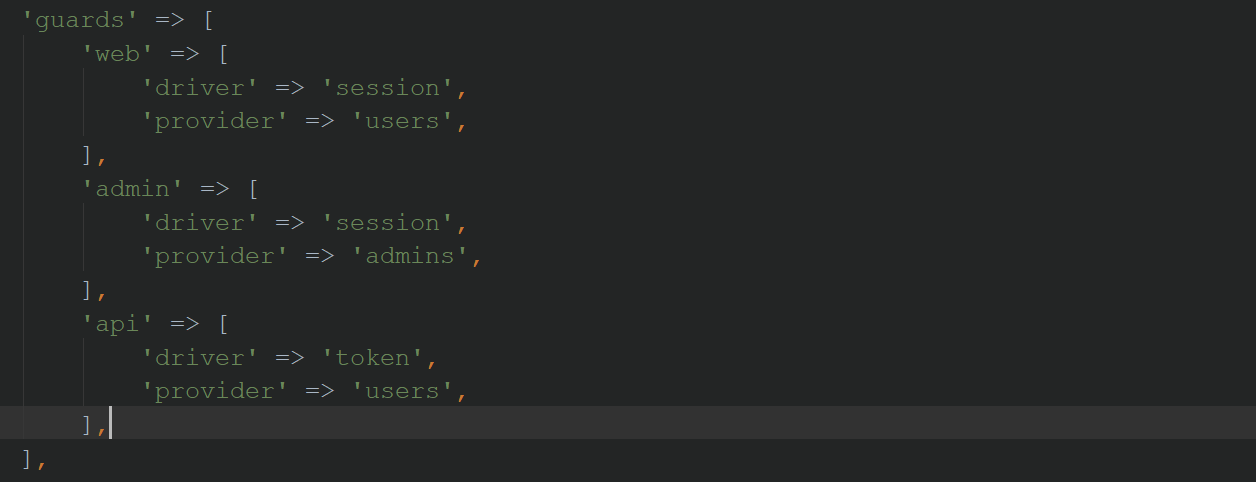 'guards' => [
    'web' => [
        'driver' => 'session',
        'provider' => 'users',
    ],
    'admin' => [
        'driver' => 'session',
        'provider' => 'admins',
    ],
    'api' => [
        'driver' => 'token',
        'provider' => 'users',
    ],
],